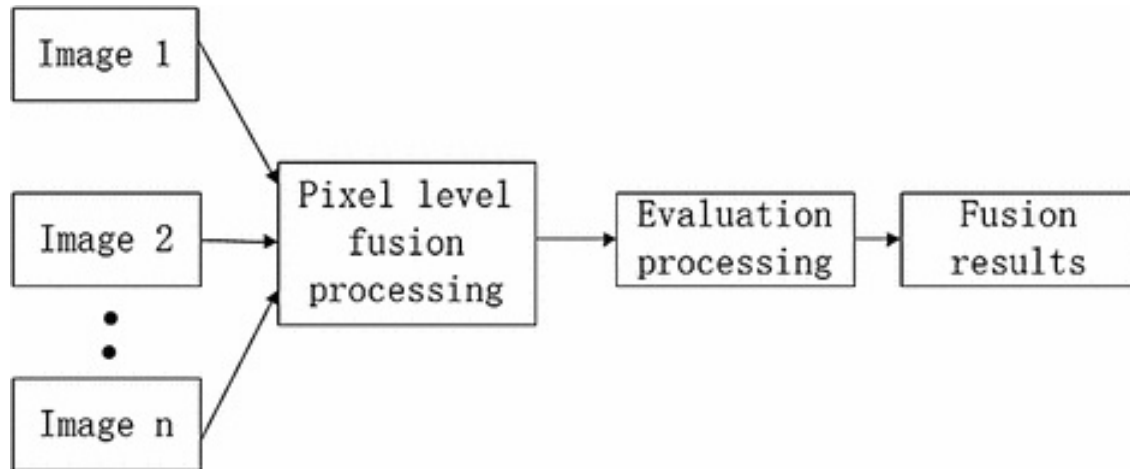 Image 1
Image 2
Image n
Pixel level
fusion
processing
Evaluation
processing
Fusion
results